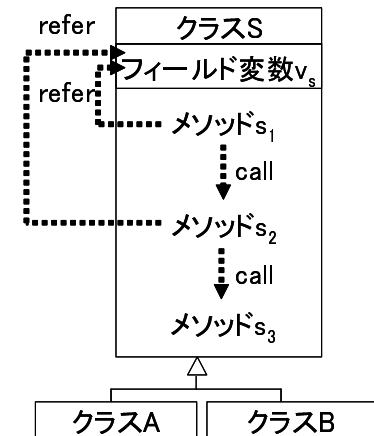 refer
クラスS
フィールド変数vs
refer
メソッドs1
call
メソッドs2
call
メソッドs3
クラスA
クラスB